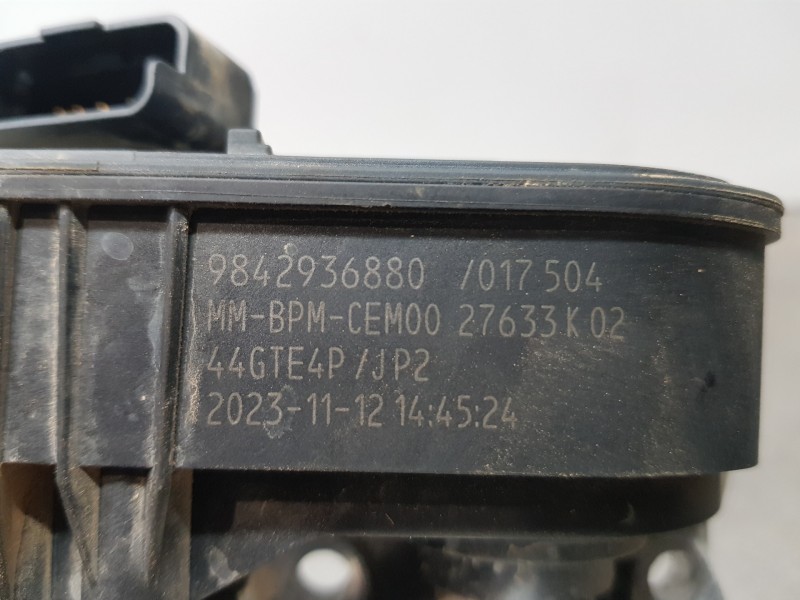 9842936880 /017 504
MM-BPM-CEM00 27633 K 02
44GTE4P /JP2
2023-11-12 14:45:24